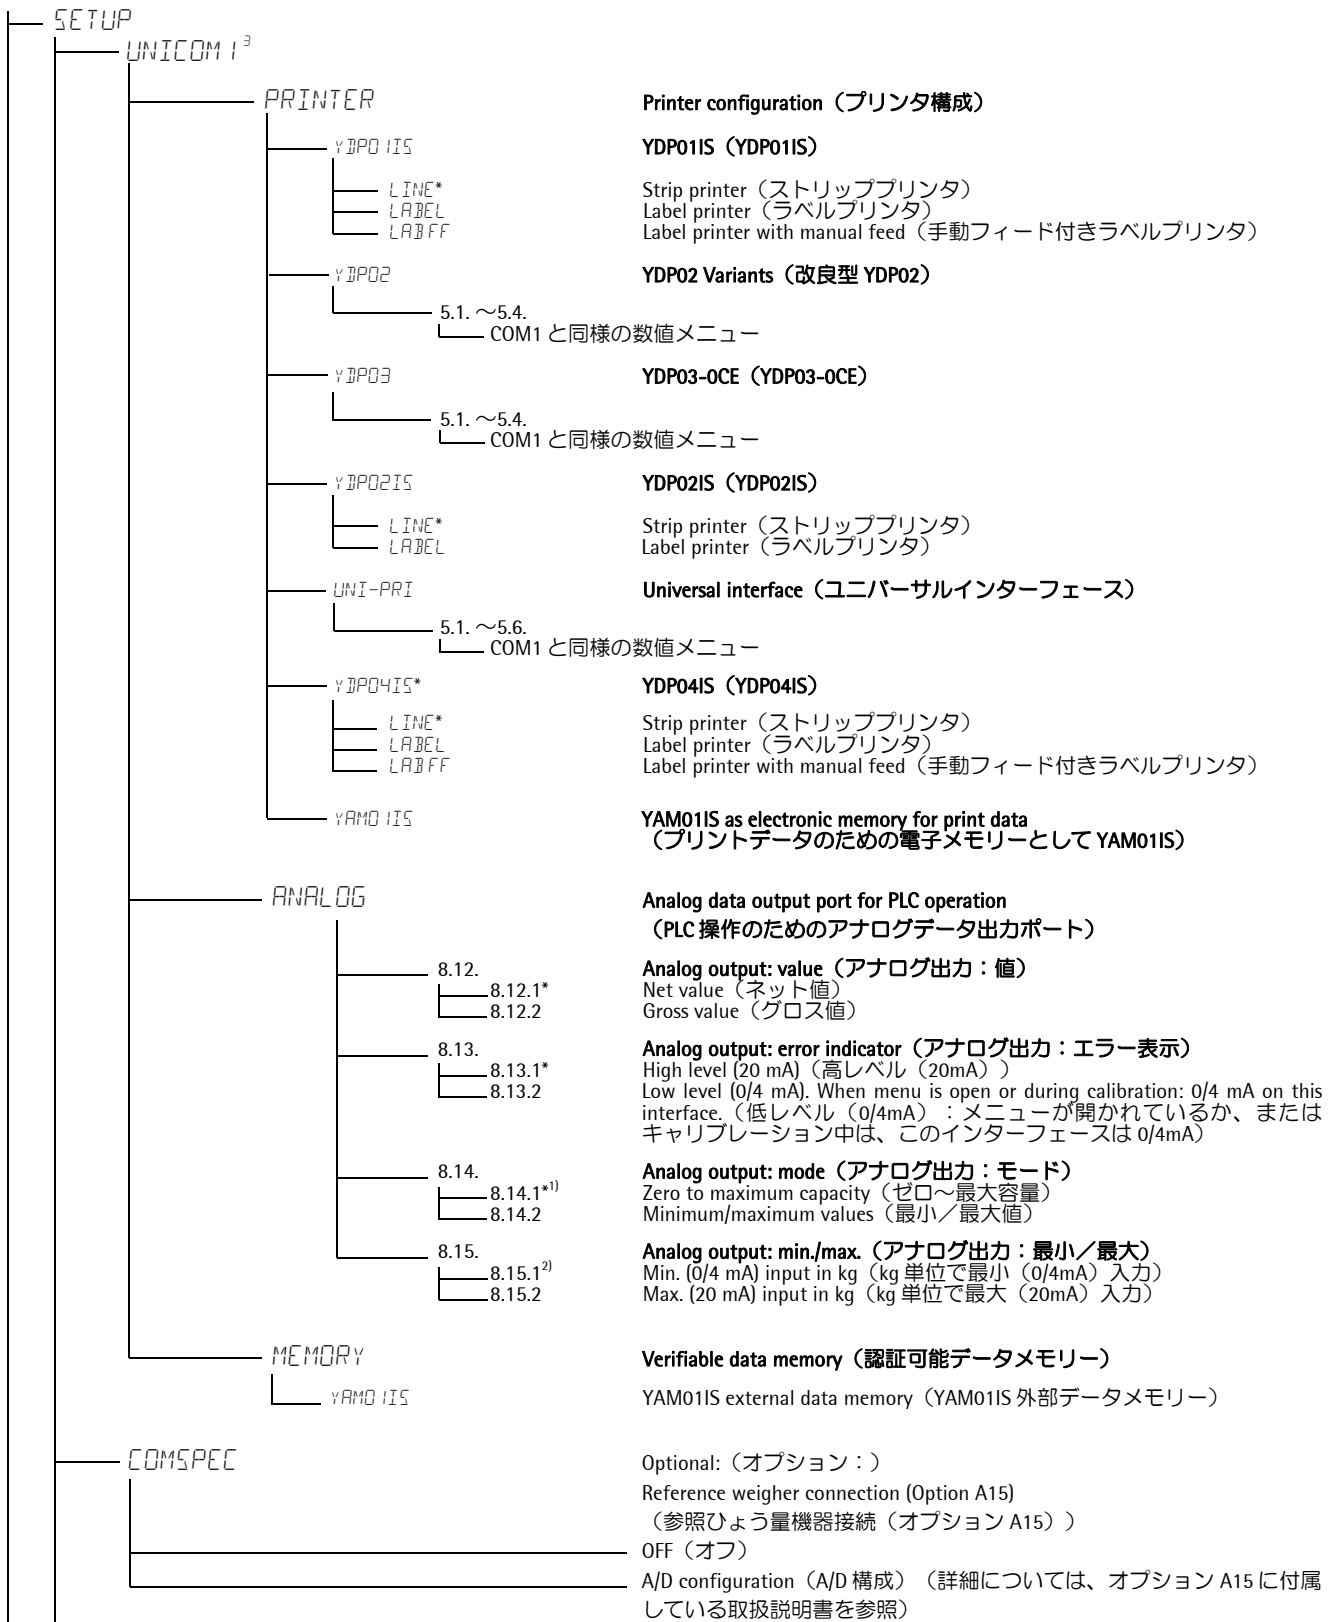 SETUP
UNICOM1³
PRINTER Printer configuration（プリンタ構成）
YDP01IS YDP01IS（YDP01IS）
LINE* Strip printer（ストリッププリンタ）
LABEL Label printer（ラベルプリンタ）
LABFF Label printer with manual feed（手動フィード付きラベルプリンタ）
YDP02 YDP02 Variants（改良型 YDP02）
5.1. ～5.4.
COM1 と同様の数値メニュー
YDP03 YDP03-0CE（YDP03-0CE）
5.1. ～5.4.
COM1 と同様の数値メニュー
YDP02IS YDP02IS（YDP02IS）
LINE* Strip printer（ストリッププリンタ）
LABEL Label printer（ラベルプリンタ）
UNI-PRI Universal interface（ユニバーサルインターフェース）
5.1. ～5.6.
COM1 と同様の数値メニュー
YDP04IS* YDP04IS（YDP04IS）
LINE* Strip printer（ストリッププリンタ）
LABEL Label printer（ラベルプリンタ）
LABFF Label printer with manual feed（手動フィード付きラベルプリンタ）
YAM01IS YAM01IS as electronic memory for print data
（プリントデータのための電子メモリーとして YAM01IS）
ANALOG Analog data output port for PLC operation
（PLC 操作のためのアナログデータ出力ポート）
8.12. Analog output: value（アナログ出力：値）
8.12.1* Net value（ネット値）
8.12.2 Gross value（グロス値）
8.13. Analog output: error indicator（アナログ出力：エラー表示）
8.13.1* High level (20 mA)（高レベル（20mA））
8.13.2 Low level (0/4 mA). When menu is open or during calibration: 0/4 mA on this
interface.（低レベル（0/4mA）：メニューが開かれているか、または
キャリブレーション中は、このインターフェースは 0/4mA）
8.14. Analog output: mode（アナログ出力：モード）
8.14.1*1) Zero to maximum capacity（ゼロ～最大容量）
8.14.2 Minimum/maximum values（最小／最大値）
8.15. Analog output: min./max.（アナログ出力：最小／最大）
8.15.12) Min. (0/4 mA) input in kg（kg 単位で最小（0/4mA）入力）
8.15.2 Max. (20 mA) input in kg（kg 単位で最大（20mA）入力）
MEMORY Verifiable data memory（認証可能データメモリー）
YAM01IS YAM01IS external data memory（YAM01IS 外部データメモリー）
COMSPEC Optional:（オプション：）
Reference weigher connection (Option A15)
（参照ひょう量機器接続（オプション A15））
OFF（オフ）
A/D configuration（A/D 構成）（詳細については、オプション A15 に付属
している取扱説明書を参照）